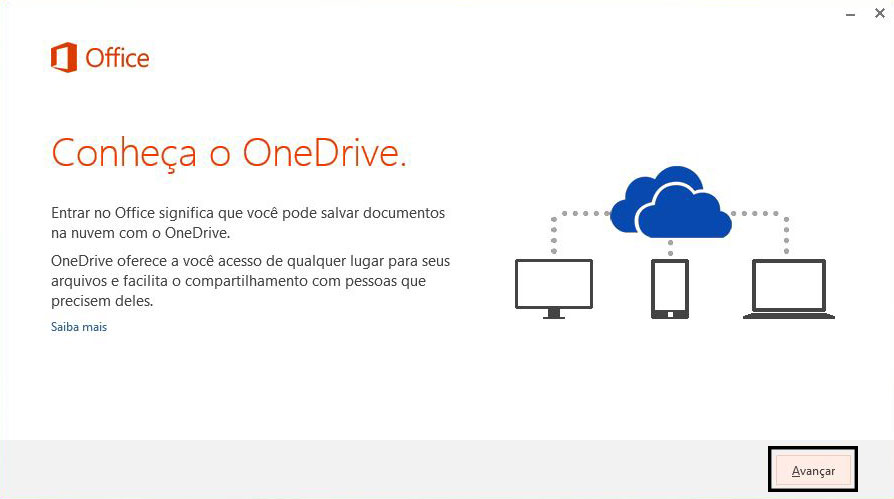 Office
Conheça o OneDrive.
Entrar no Office significa que você pode salvar documentos
na nuvem com o OneDrive.
OneDrive oferece a você acesso de qualquer lugar para seus
arquivos e facilita o compartilhamento com pessoas que
precisem deles.
Saiba mais
Avançar